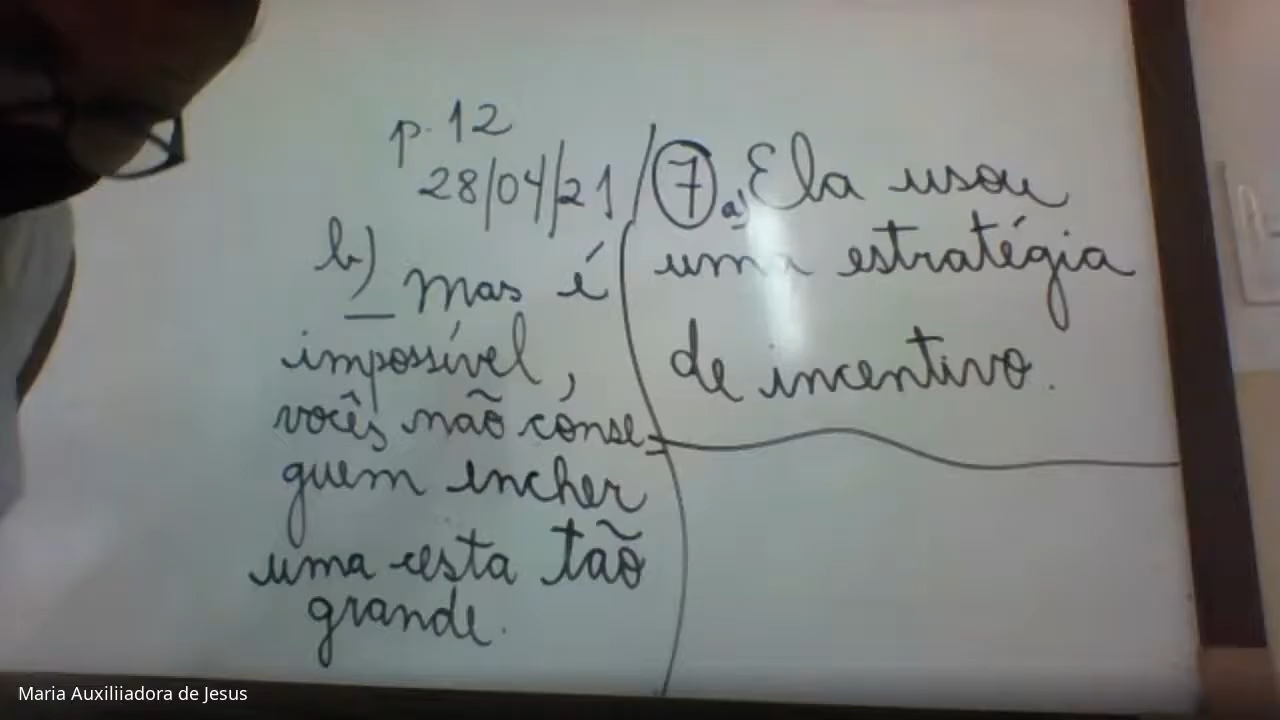 p. 12
28/04/21
b)
_ mas é
impossível,
vocês não conse=
guem encher
uma cesta tão
grande.
7 a) Ela usou
uma estratégia
de incentivo.
Maria Auxiliiadora de Jesus